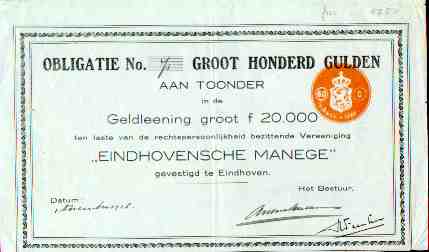 OBLIGATIE No. GROOT HONDERD GULDEN
AAN TOONDER
in de
Geldleening groot f 20.000
ten laste van de rechtspersoonlijkheid bezittende Vereeniging
„EINDHOVENSCHE MANEGE"
gevestigd te Eindhoven.
Het Bestuur,
Datum